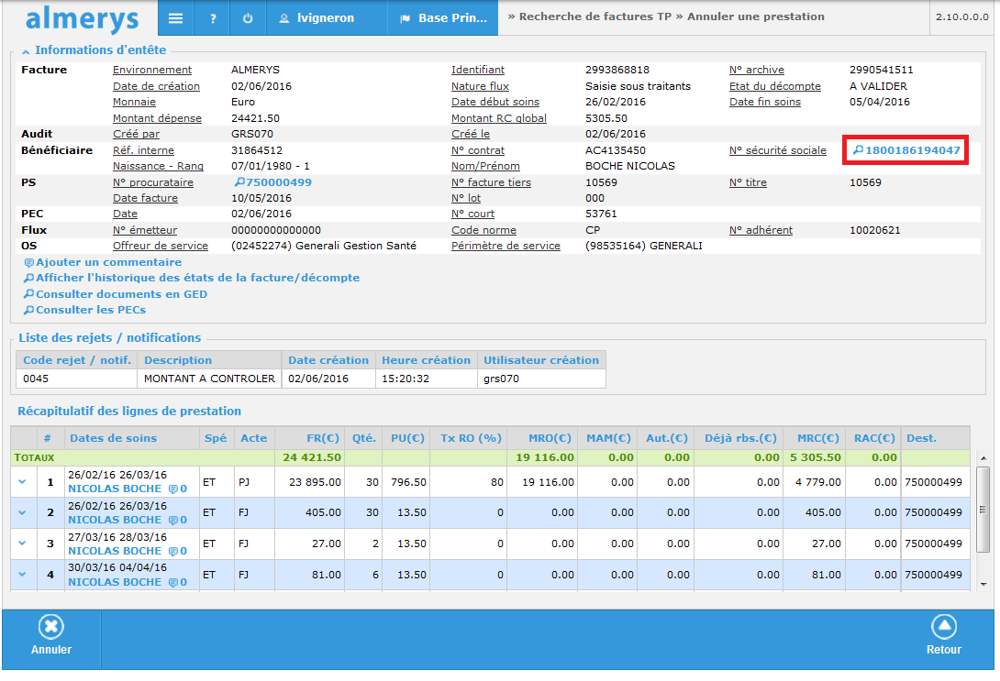 almerys ? lvigneron Base Prin... » Recherche de factures TP » Annuler une prestation 2.10.0.0.0
Informations d'entête
Facture Environnement ALMERYS Identifiant 2993868818 N° archive 2990541511
Date de création 02/06/2016 Nature flux Saisie sous traitants Etat du décompte A VALIDER
Monnaie Euro Date début soins 26/02/2016 Date fin soins 05/04/2016
Montant dépense 24421.50 Montant RC global 5305.50
Audit Créé par GRS070 Créé le 02/06/2016
Bénéficiaire Réf. interne 31864512 N° contrat AC4135450 N° sécurité sociale 1800186194047
Naissance - Rang 07/01/1980 - 1 Nom/Prénom BOCHE NICOLAS
PS N° procurataire 750000499 N° facture tiers 10569 N° titre 10569
Date facture 10/05/2016 N° lot 000
PEC Date 02/06/2016 N° court 53761
Flux N° émetteur 00000000000000 Code norme CP N° adhérent 10020621
OS Offreur de service (02452274) Generali Gestion Santé Périmètre de service (98535164) GENERALI
Ajouter un commentaire
Afficher l'historique des états de la facture/décompte
Consulter documents en GED
Consulter les PECs
Liste des rejets / notifications
Code rejet / notif. Description Date création Heure création Utilisateur création
0045 MONTANT A CONTROLER 02/06/2016 15:20:32 grs070
Récapitulatif des lignes de prestation
# Dates de soins Spé Acte FR(€) Qté. PU(€) Tx RO (%) MRO(€) MAM(€) Aut.(€) Déjà rbs.(€) MRC(€) RAC(€) Dest.
TOTAUX 24 421.50 19 116.00 0.00 0.00 0.00 5 305.50 0.00
1 26/02/16 26/03/16 ET PJ 23 895.00 30 796.50 80 19 116.00 0.00 0.00 0.00 4 779.00 0.00 750000499
NICOLAS BOCHE 0
2 26/02/16 26/03/16 ET FJ 405.00 30 13.50 0 0.00 0.00 0.00 0.00 405.00 0.00 750000499
NICOLAS BOCHE 0
3 27/03/16 28/03/16 ET FJ 27.00 2 13.50 0 0.00 0.00 0.00 0.00 27.00 0.00 750000499
NICOLAS BOCHE 0
4 30/03/16 04/04/16 ET FJ 81.00 6 13.50 0 0.00 0.00 0.00 0.00 81.00 0.00 750000499
NICOLAS BOCHE 0
Annuler Retour